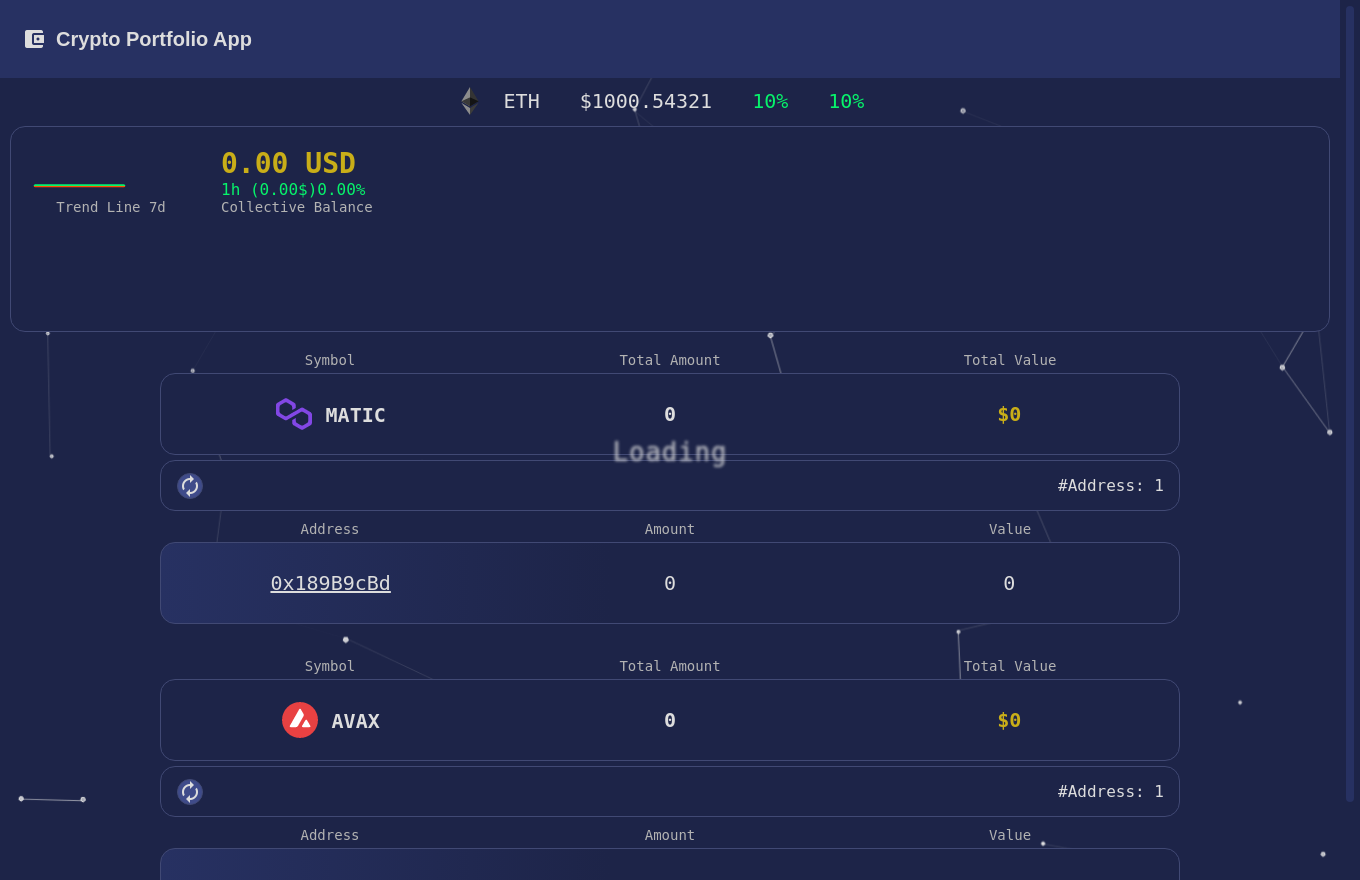 Crypto Portfolio App
ETH $1000.54321 10% 10%
0.00 USD
1h (0.00$)0.00%
Trend Line 7d
Collective Balance
Symbol Total Amount Total Value
MATIC 0 $0
Loading
#Address: 1
Address Amount Value
0x189B9cBd 0 0
Symbol Total Amount Total Value
AVAX 0 $0
#Address: 1
Address Amount Value